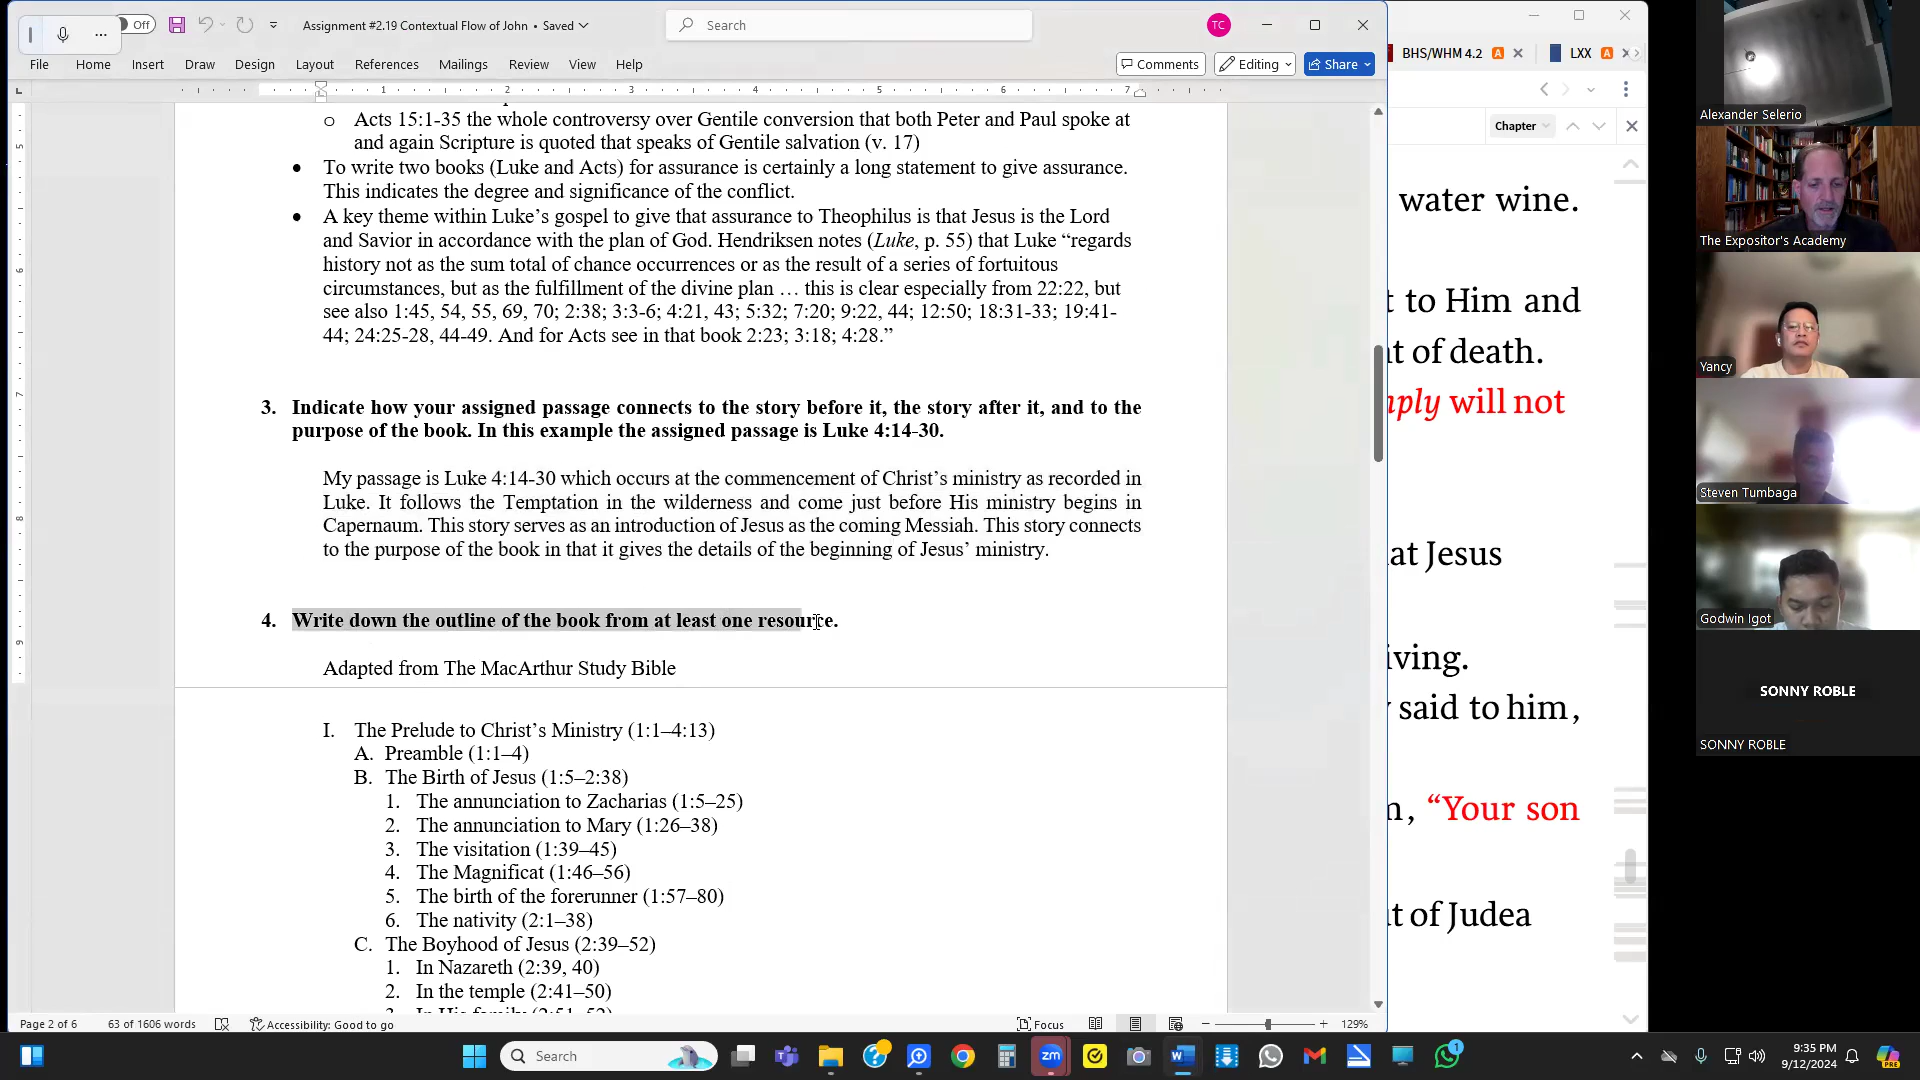 Off
Assignment #2.19 Contextual Flow of John • Saved
Search
TC
File Home Insert Draw Design Layout References Mailings Review View Help
Comments Editing Share
1 2 3 4 5 6 7
o Acts 15:1-35 the whole controversy over Gentile conversion that both Peter and Paul spoke at
and again Scripture is quoted that speaks of Gentile salvation (v. 17)
• To write two books (Luke and Acts) for assurance is certainly a long statement to give assurance.
This indicates the degree and significance of the conflict.
• A key theme within Luke's gospel to give that assurance to Theophilus is that Jesus is the Lord
and Savior in accordance with the plan of God. Hendriksen notes (Luke, p. 55) that Luke "regards
history not as the sum total of chance occurrences or as the result of a series of fortuitous
circumstances, but as the fulfillment of the divine plan … this is clear especially from 22:22, but
see also 1:45, 54, 55, 69, 70; 2:38; 3:3-6; 4:21, 43; 5:32; 7:20; 9:22, 44; 12:50; 18:31-33; 19:41-
44; 24:25-28, 44-49. And for Acts see in that book 2:23; 3:18; 4:28."
3. Indicate how your assigned passage connects to the story before it, the story after it, and to the
purpose of the book. In this example the assigned passage is Luke 4:14-30.
My passage is Luke 4:14-30 which occurs at the commencement of Christ's ministry as recorded in
Luke. It follows the Temptation in the wilderness and come just before His ministry begins in
Capernaum. This story serves as an introduction of Jesus as the coming Messiah. This story connects
to the purpose of the book in that it gives the details of the beginning of Jesus' ministry.
4. Write down the outline of the book from at least one resource.
Adapted from The MacArthur Study Bible
I. The Prelude to Christ's Ministry (1:1–4:13)
A. Preamble (1:1–4)
B. The Birth of Jesus (1:5–2:38)
1. The annunciation to Zacharias (1:5–25)
2. The annunciation to Mary (1:26–38)
3. The visitation (1:39–45)
4. The Magnificat (1:46–56)
5. The birth of the forerunner (1:57–80)
6. The nativity (2:1–38)
C. The Boyhood of Jesus (2:39–52)
1. In Nazareth (2:39, 40)
2. In the temple (2:41–50)
3. In His family (2:51–52)
Page 2 of 6 63 of 1606 words Accessibility: Good to go Focus 129%
BHS/WHM 4.2 A LXX A
Chapter
water wine.
t to Him and
of death.
will not
at Jesus
iving.
said to him,
"Your son
of Judea
Alexander Selerio
The Expositor's Academy
Yancy
Steven Tumbaga
Godwin Igot
SONNY ROBLE
SONNY ROBLE
Search
zm
1
9:35 PM
9/12/2024
PRE